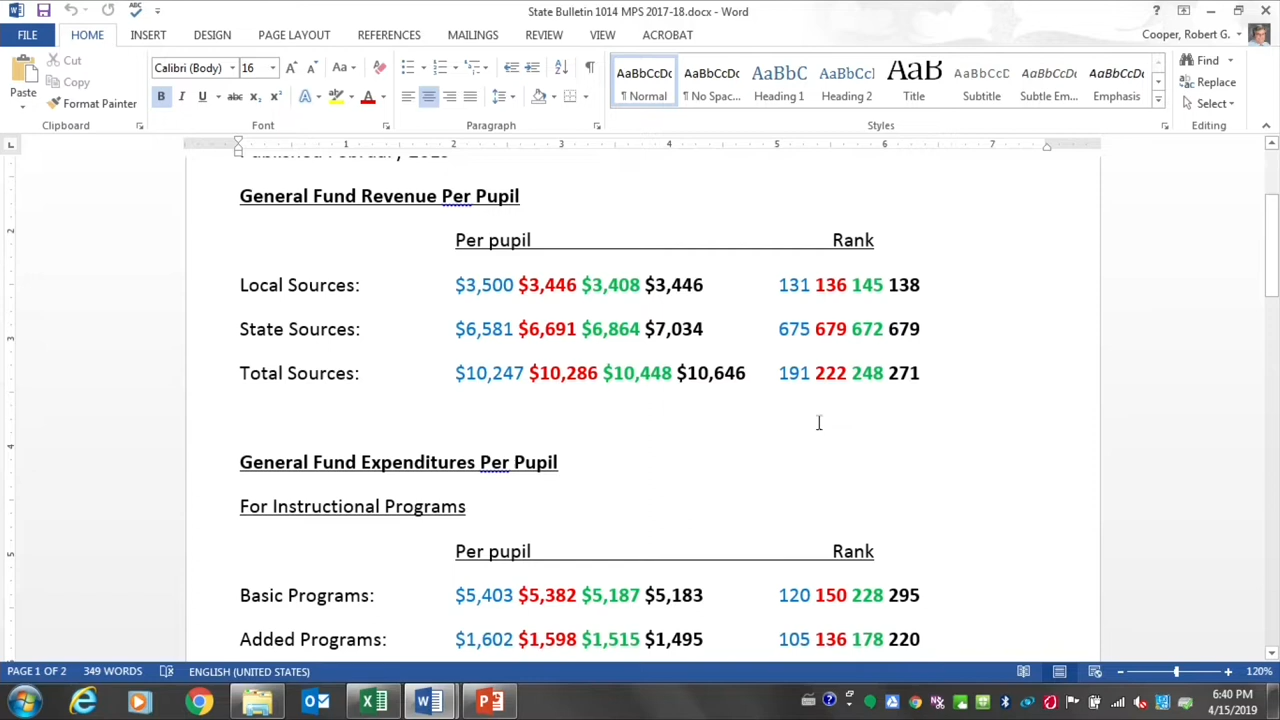 State Bulletin 1014 MPS 2017-18.docx - Word
FILE HOME INSERT DESIGN PAGE LAYOUT REFERENCES MAILINGS REVIEW VIEW ACROBAT Cooper, Robert G.
Paste
Cut
Copy
Format Painter
Clipboard
Calibri (Body) 16
Font
Paragraph
AaBbCcDc AaBbCcDc AaBbC AaBbCcl AaB AaBbCcD AaBbCcDc AaBbCcDc
¶ Normal ¶ No Spac... Heading 1 Heading 2 Title Subtitle Subtle Em... Emphasis
Styles
Find
Replace
Select
Editing
1 2 3 4 5 6 7
General Fund Revenue Per Pupil
Per pupil Rank
Local Sources: $3,500 $3,446 $3,408 $3,446 131 136 145 138
State Sources: $6,581 $6,691 $6,864 $7,034 675 679 672 679
Total Sources: $10,247 $10,286 $10,448 $10,646 191 222 248 271
General Fund Expenditures Per Pupil
For Instructional Programs
Per pupil Rank
Basic Programs: $5,403 $5,382 $5,187 $5,183 120 150 228 295
Added Programs: $1,602 $1,598 $1,515 $1,495 105 136 178 220
PAGE 1 OF 2 349 WORDS ENGLISH (UNITED STATES) 120%
6:40 PM
4/15/2019